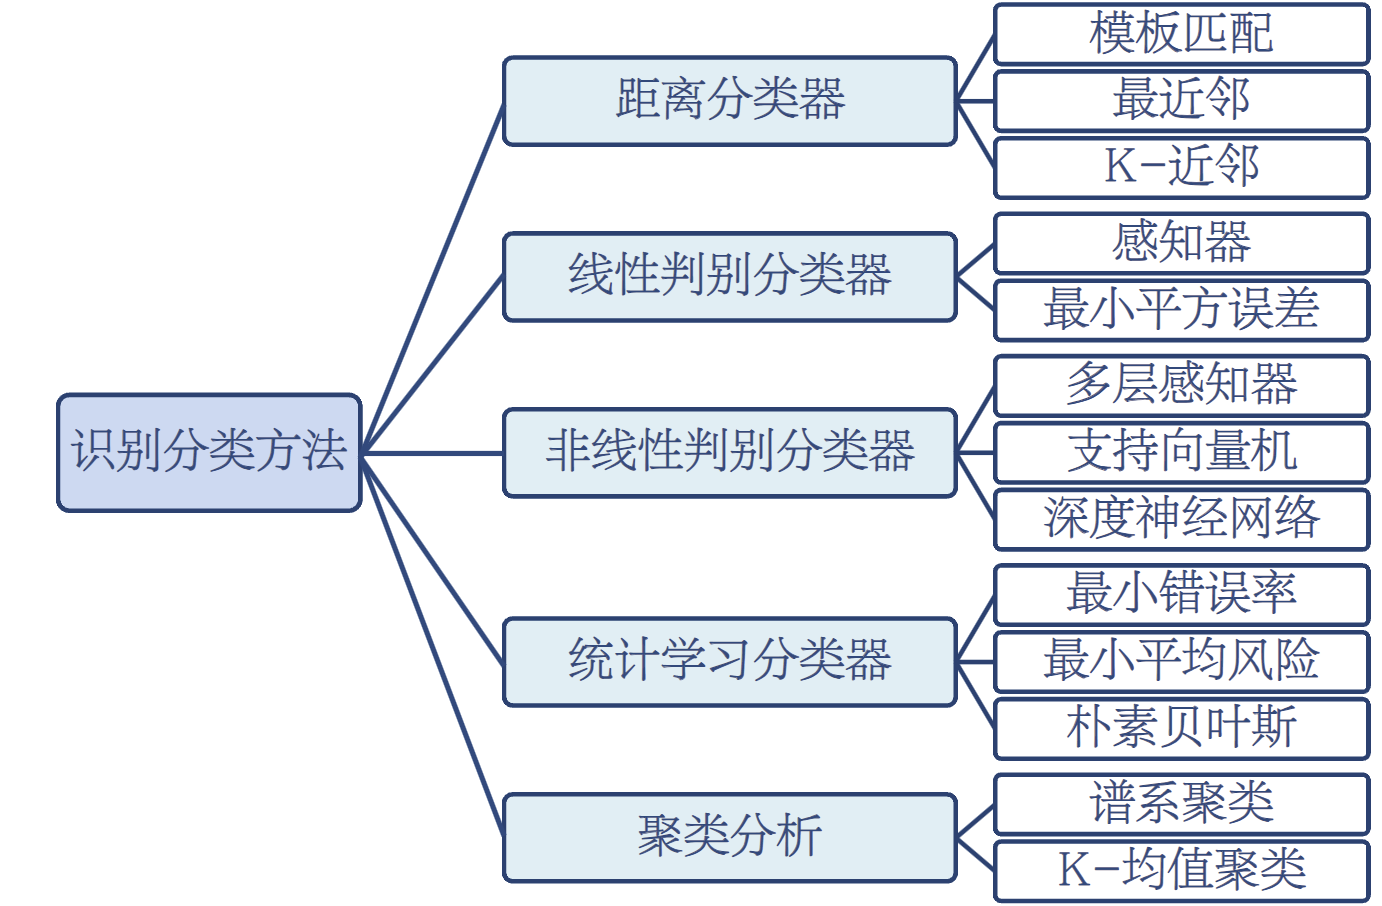 识别分类方法
距离分类器
模板匹配
最近邻
K-近邻
线性判别分类器
感知器
最小平方误差
非线性判别分类器
多层感知器
支持向量机
深度神经网络
统计学习分类器
最小错误率
最小平均风险
朴素贝叶斯
聚类分析
谱系聚类
K-均值聚类